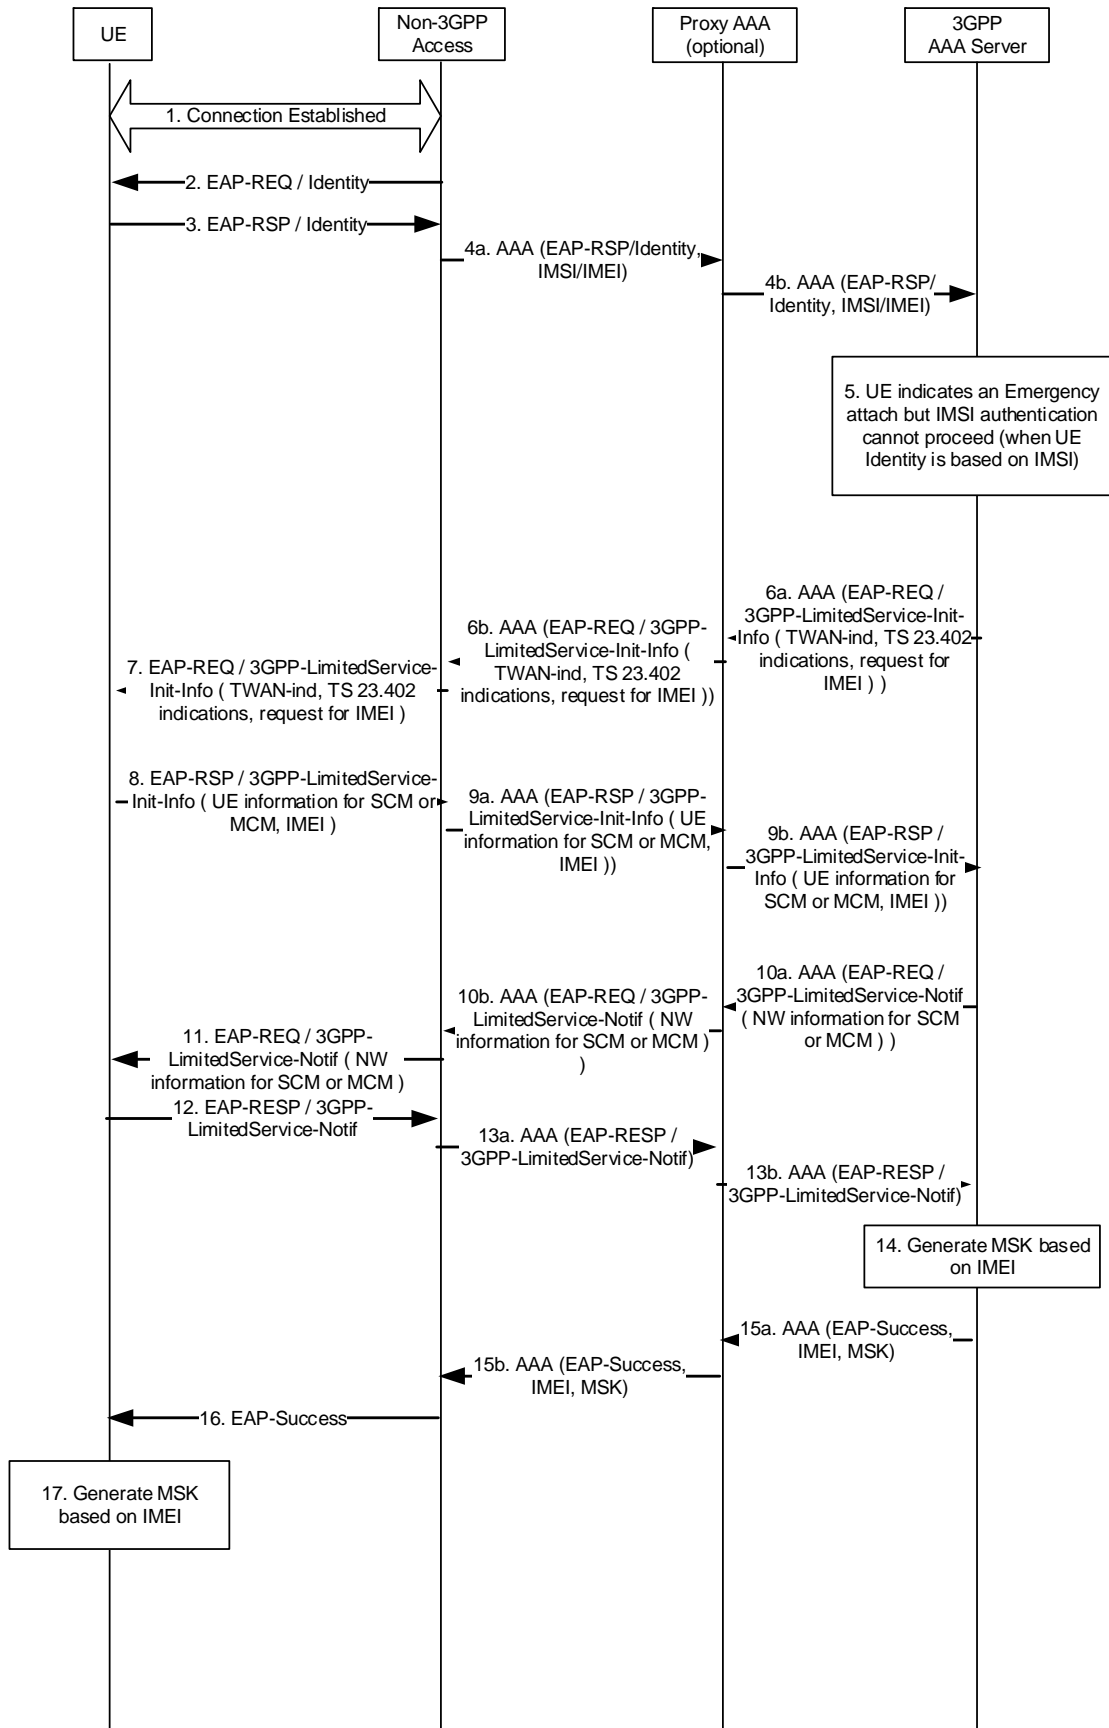 UE
Non-3GPP
Access
Proxy AAA
(optional)
3GPP
AAA Server
1. Connection Established
2. EAP-REQ / Identity
3. EAP-RSP / Identity
4a. AAA (EAP-RSP/Identity,
IMSI/IMEI)
4b. AAA (EAP-RSP/
Identity, IMSI/IMEI)
5. UE indicates an Emergency
attach but IMSI authentication
cannot proceed (when UE
Identity is based on IMSI)
6a. AAA (EAP-REQ /
3GPP-LimitedService-Init-
Info ( TWAN-ind, TS 23.402
indications, request for
IMEI ) )
6b. AAA (EAP-REQ / 3GPP-
LimitedService-Init-Info (
TWAN-ind, TS 23.402
indications, request for IMEI ))
7. EAP-REQ / 3GPP-LimitedService-
Init-Info ( TWAN-ind, TS 23.402
indications, request for IMEI )
8. EAP-RSP / 3GPP-LimitedService-
Init-Info ( UE information for SCM or
MCM, IMEI )
9a. AAA (EAP-RSP / 3GPP-
LimitedService-Init-Info ( UE
information for SCM or MCM,
IMEI ))
9b. AAA (EAP-RSP /
3GPP-LimitedService-Init-
Info ( UE information for
SCM or MCM, IMEI ))
10a. AAA (EAP-REQ /
3GPP-LimitedService-Notif
( NW information for SCM
or MCM ) )
10b. AAA (EAP-REQ / 3GPP-
LimitedService-Notif ( NW
information for SCM or MCM )
)
11. EAP-REQ / 3GPP-
LimitedService-Notif ( NW
information for SCM or MCM )
12. EAP-RESP / 3GPP-
LimitedService-Notif
13a. AAA (EAP-RESP /
3GPP-LimitedService-Notif)
13b. AAA (EAP-RESP /
3GPP-LimitedService-Notif)
14. Generate MSK based
on IMEI
15a. AAA (EAP-Success,
IMEI, MSK)
15b. AAA (EAP-Success,
IMEI, MSK)
16. EAP-Success
17. Generate MSK
based on IMEI